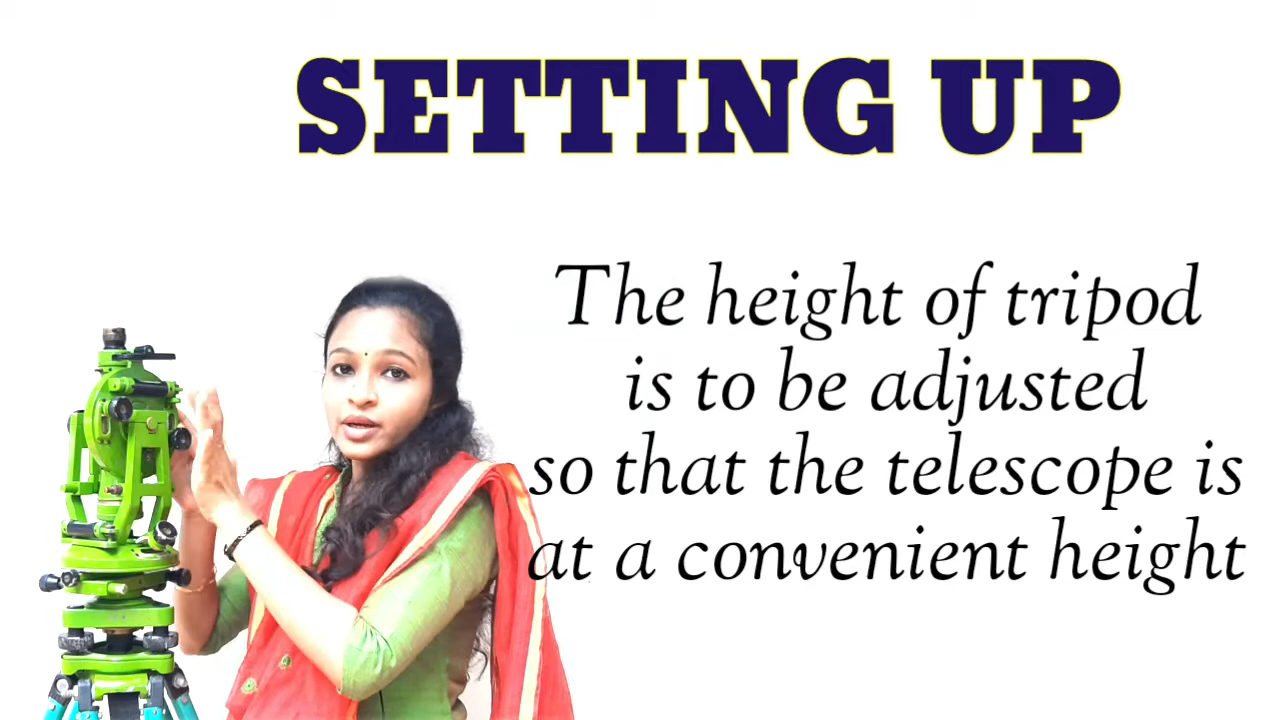 SETTING UP
The height of tripod
is to be adjusted
so that the telescope is
at a convenient height